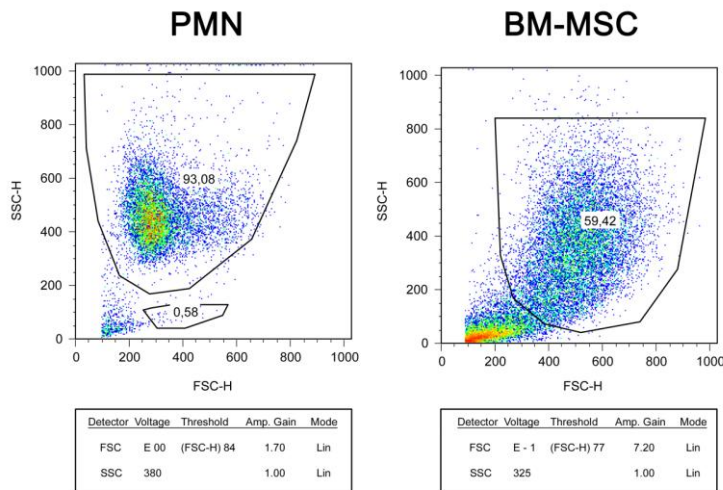 PMN
BM-MSC
1000
800
600
400
200
0
SSC-H
93,08
0,58
0
200
400
600
800
1000
FSC-H
1000
800
600
400
200
0
SSC-H
59,42
0
200
400
600
800
1000
FSC-H
Detector Voltage Threshold Amp. Gain Mode
FSC E 00 (FSC-H) 84 1.70 Lin
SSC 380 1.00 Lin
Detector Voltage Threshold Amp. Gain Mode
FSC E - 1 (FSC-H) 77 7.20 Lin
SSC 325 1.00 Lin